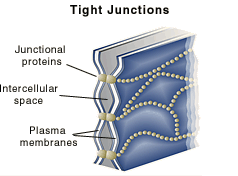 Tight Junctions
Junctional
proteins
Intercellular
space
Plasma
membranes